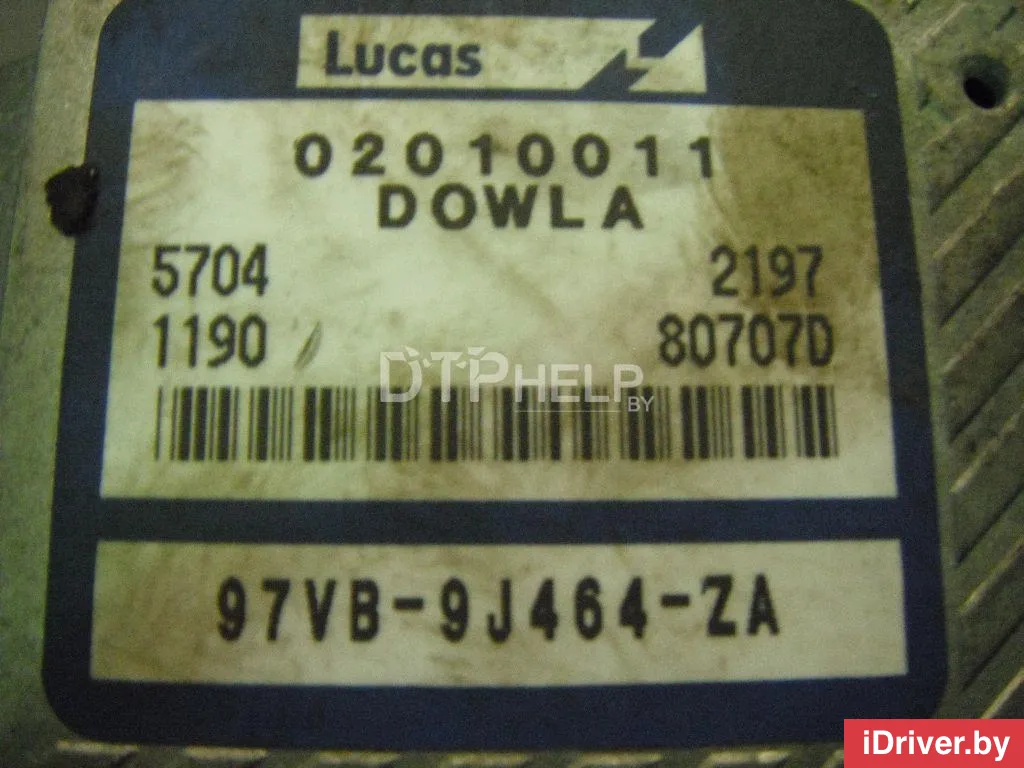 Lucas
02010011
DOWLA
5704 2197
1190 80707D
DTPHELP.BY
97VB-9J464-ZA
iDriver.by